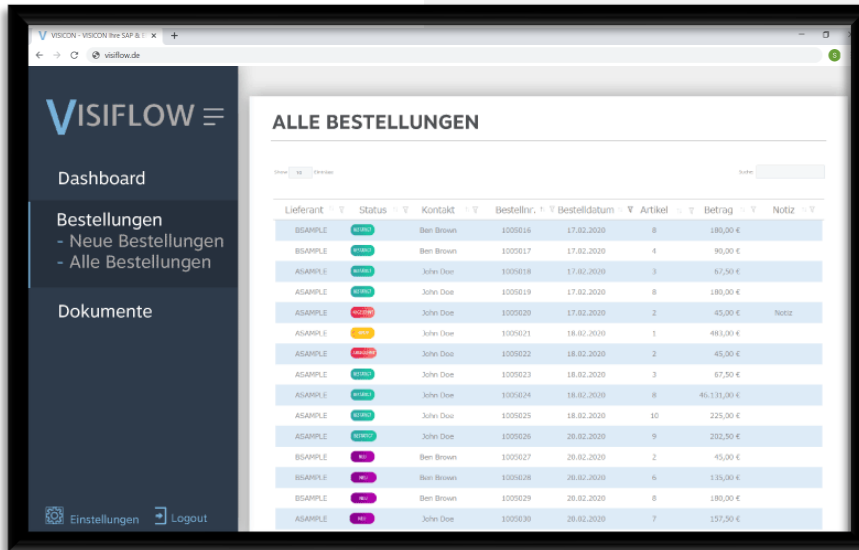 VISICON - VISICON Ihre SAP & E
visiflow.de
S
VISIFLOW
Dashboard
Bestellungen
- Neue Bestellungen
- Alle Bestellungen
Dokumente
Einstellungen Logout
ALLE BESTELLUNGEN
Show 50 Einträge Suche:
Lieferant Status Kontakt Bestellnr. Bestelldatum Artikel Betrag Notiz
BSAMPLE Ben Brown 1005016 17.02.2020 8 180,00 €
BSAMPLE Ben Brown 1005017 17.02.2020 4 90,00 €
ASAMPLE John Doe 1005018 17.02.2020 3 67,50 €
ASAMPLE John Doe 1005019 17.02.2020 8 180,00 €
ASAMPLE John Doe 1005020 17.02.2020 2 45,00 € Notiz
ASAMPLE John Doe 1005021 18.02.2020 1 483,00 €
ASAMPLE John Doe 1005022 18.02.2020 2 45,00 €
ASAMPLE John Doe 1005023 18.02.2020 3 67,50 €
ASAMPLE John Doe 1005024 18.02.2020 8 46.131,00 €
ASAMPLE John Doe 1005025 18.02.2020 10 225,00 €
ASAMPLE John Doe 1005026 20.02.2020 9 202,50 €
BSAMPLE NEU Ben Brown 1005027 20.02.2020 2 45,00 €
BSAMPLE NEU Ben Brown 1005028 20.02.2020 6 135,00 €
BSAMPLE NEU Ben Brown 1005029 20.02.2020 8 180,00 €
ASAMPLE NEU John Doe 1005030 20.02.2020 7 157,50 €